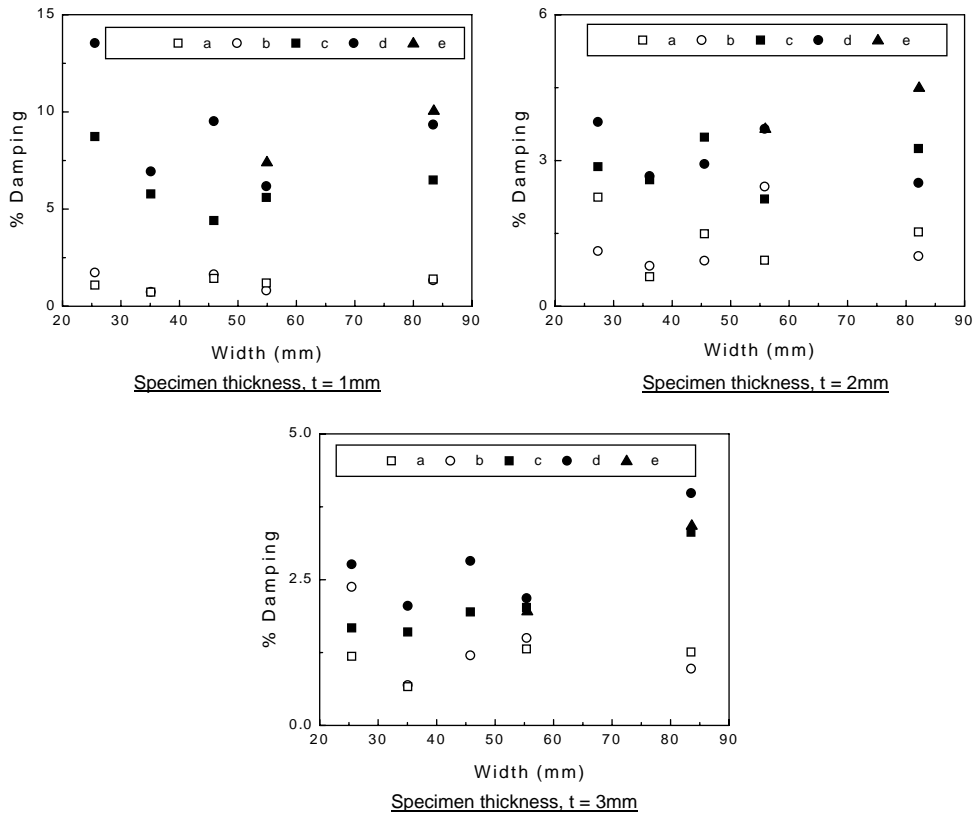 15
10
5
0
% Damping
a b c d e
20 30 40 50 60 70 80 90
Width (mm)
Specimen thickness, t = 1mm
6
3
0
% Damping
a b c d e
20 30 40 50 60 70 80 90
Width (mm)
Specimen thickness, t = 2mm
5.0
2.5
0.0
% Damping
a b c d e
20 30 40 50 60 70 80 90
Width (mm)
Specimen thickness, t = 3mm